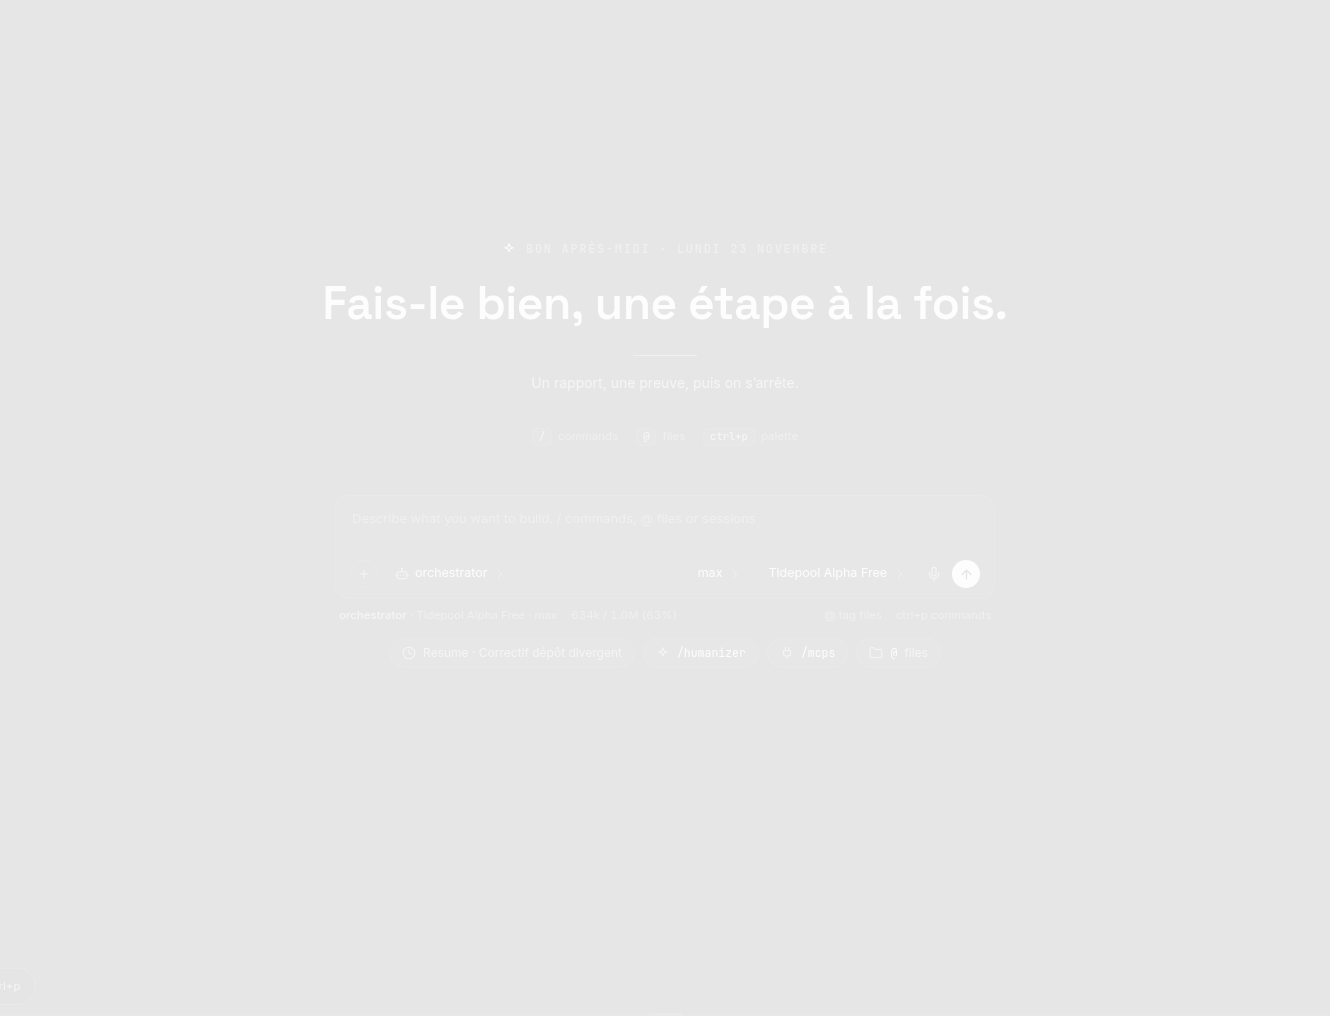 BON APRÈS-MIDI · LUNDI 23 NOVEMBRE
Fais-le bien, une étape à la fois.
Un rapport, une preuve, puis on s'arrête.
/ commands @ files ctrl+p palette
Describe what you want to build. / commands, @ files or sessions
orchestrator max Tidepool Alpha Free
orchestrator · Tidepool Alpha Free · max · 634k / 1.0M (63%) @ tag files · ctrl+p commands
Resume · Correctif dépôt divergent /humanizer /mcps @ files
rl+p